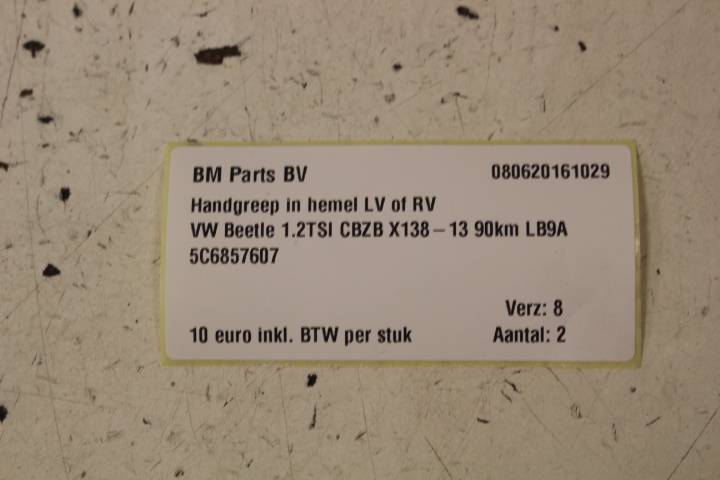 BM Parts BV 080620161029
Handgreep in hemel LV of RV
VW Beetle 1.2TSI CBZB X138-13 90km LB9A
5C6857607
Verz: 8
10 euro inkl. BTW per stuk Aantal: 2